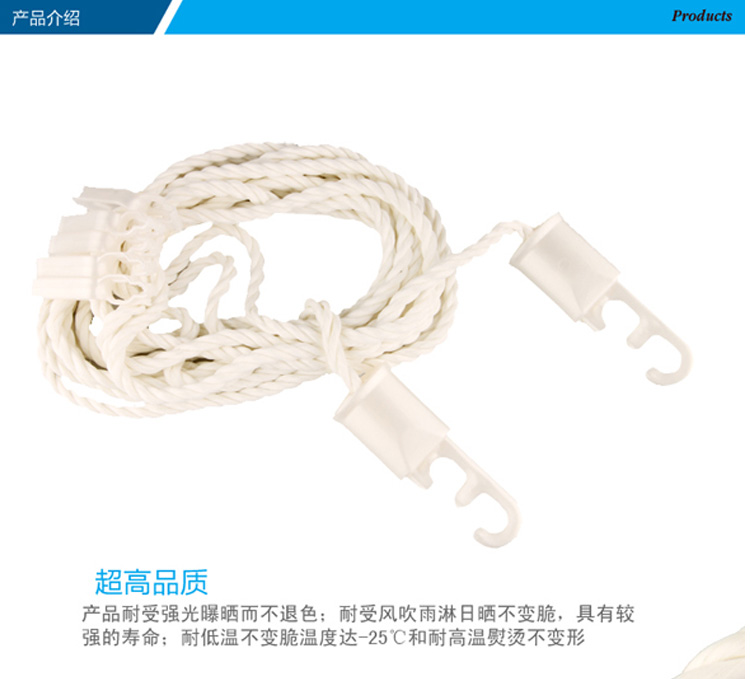 产品介绍
Products
超高品质
产品耐受强光曝晒而不退色；耐受风吹雨淋日晒不变脆，具有较
强的寿命；耐低温不变脆温度达-25℃和耐高温熨烫不变形